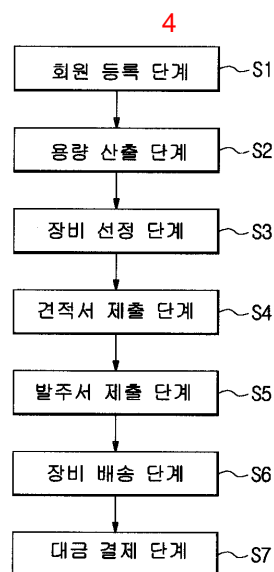 4
회원 등록 단계 S1
용량 산출 단계 S2
장비 선정 단계 S3
견적서 제출 단계 S4
발주서 제출 단계 S5
장비 배송 단계 S6
대금 결제 단계 S7